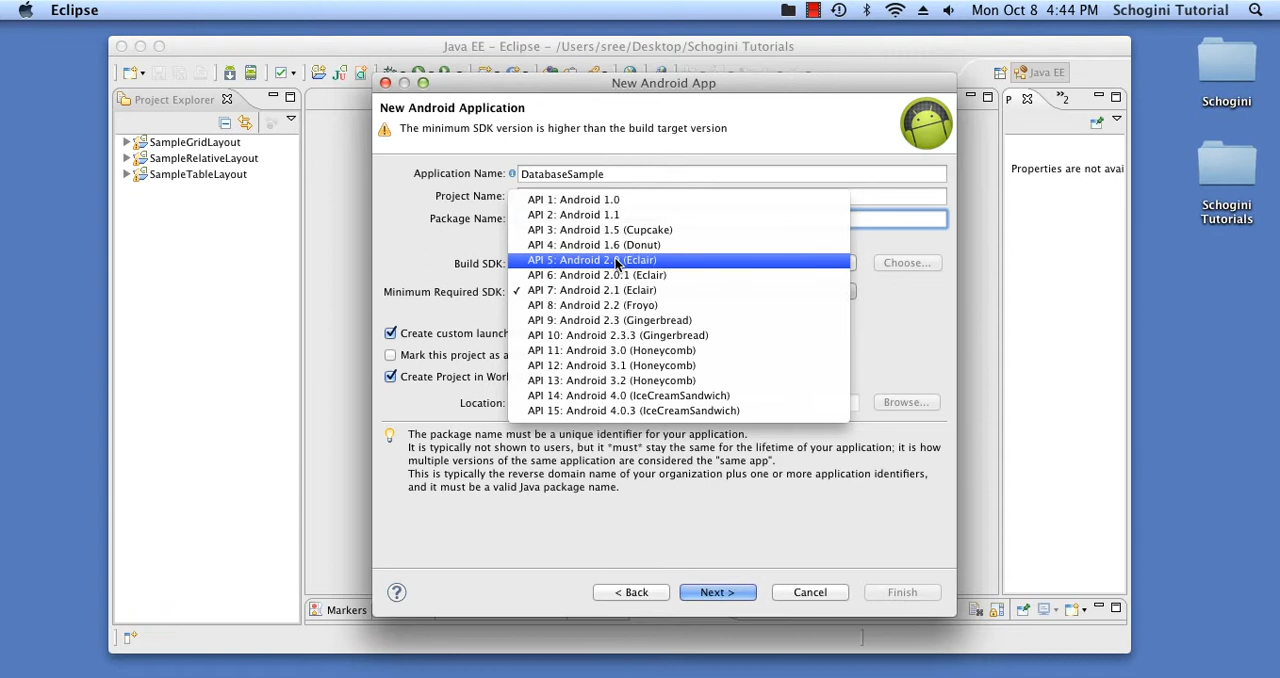 Eclipse
Mon Oct 8 4:44 PM Schogini Tutorial
Java EE - Eclipse - /Users/sree/Desktop/Schogini Tutorials
Java EE
Project Explorer
SampleGridLayout
SampleRelativeLayout
SampleTableLayout
New Android App
New Android Application
The minimum SDK version is higher than the build target version
Application Name: DatabaseSample
Project Name:
Package Name:
Build SDK:
Choose...
Minimum Required SDK:
API 1: Android 1.0
API 2: Android 1.1
API 3: Android 1.5 (Cupcake)
API 4: Android 1.6 (Donut)
API 5: Android 2. (Eclair)
API 6: Android 2.0.1 (Eclair)
API 7: Android 2.1 (Eclair)
API 8: Android 2.2 (Froyo)
API 9: Android 2.3 (Gingerbread)
API 10: Android 2.3.3 (Gingerbread)
API 11: Android 3.0 (Honeycomb)
API 12: Android 3.1 (Honeycomb)
API 13: Android 3.2 (Honeycomb)
API 14: Android 4.0 (IceCreamSandwich)
API 15: Android 4.0.3 (IceCreamSandwich)
Create custom launch
Mark this project as a
Create Project in Wor
Location:
Browse...
The package name must be a unique identifier for your application.
It is typically not shown to users, but it *must* stay the same for the lifetime of your application; it is how
multiple versions of the same application are considered the "same app".
This is typically the reverse domain name of your organization plus one or more application identifiers,
and it must be a valid Java package name.
?
< Back
Next >
Cancel
Finish
P
»2
Properties are not avai
Markers
Schogini
Schogini
Tutorials